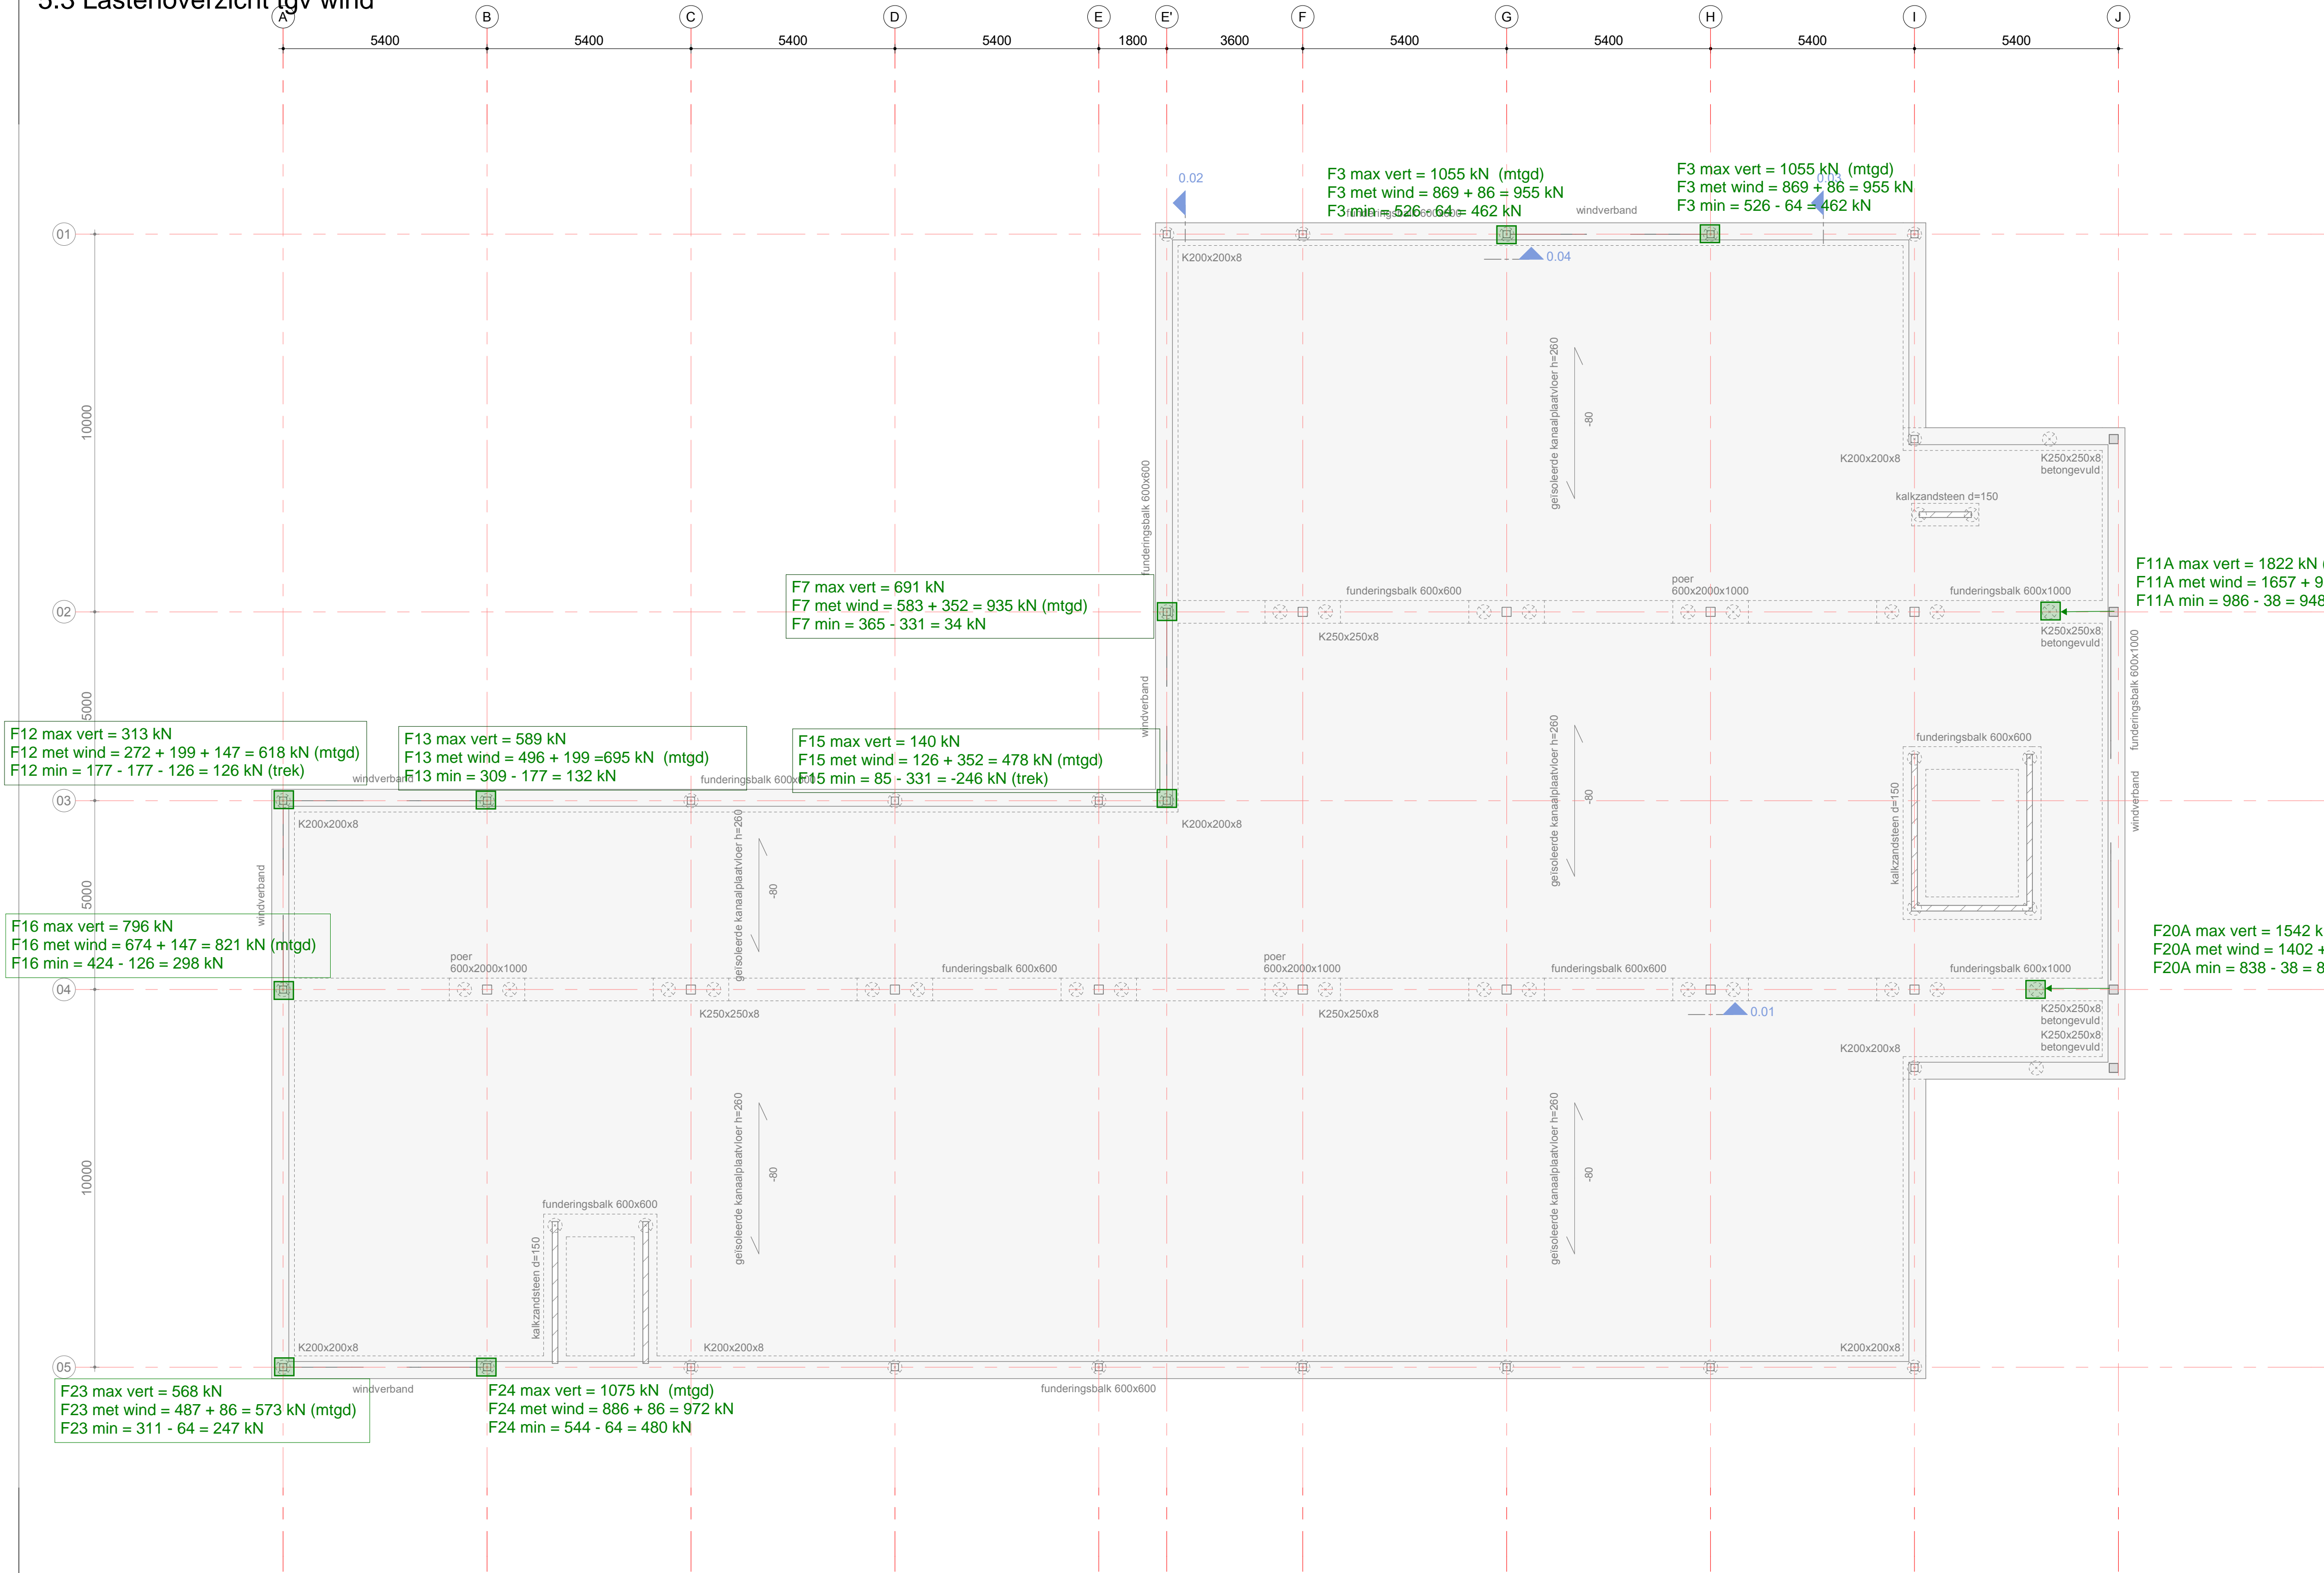 5.3 Lastenoverzicht tgv wind
A B C D E E' F G H I J
5400 5400 5400 5400 1800 3600 5400 5400 5400 5400
F3 max vert = 1055 kN (mtgd)
F3 met wind = 869 + 86 = 955 kN
F3 min = 526 - 64 = 462 kN
F3 max vert = 1055 kN (mtgd)
F3 met wind = 869 + 86 = 955 kN
F3 min = 526 - 64 = 462 kN
0.02
0.03
funderingsbalk 600x600
windverband
01
K200x200x8
0.04
10000
geïsoleerde kanaalplaatvloer h=260
-80
funderingsbalk 600x600
K200x200x8
K250x250x8
betongevuld
kalkzandsteen d=150
F7 max vert = 691 kN
F7 met wind = 583 + 352 = 935 kN (mtgd)
F7 min = 365 - 331 = 34 kN
F11A max vert = 1822 kN
F11A met wind = 1657 + 9
F11A min = 986 - 38 = 948
02
funderingsbalk 600x600
poer
600x2000x1000
funderingsbalk 600x1000
K250x250x8
K250x250x8
betongevuld
funderingsbalk 600x1000
windverband
5000
windverband
F12 max vert = 313 kN
F12 met wind = 272 + 199 + 147 = 618 kN (mtgd)
F12 min = 177 - 177 - 126 = 126 kN (trek)
F13 max vert = 589 kN
F13 met wind = 496 + 199 =695 kN (mtgd)
F13 min = 309 - 177 = 132 kN
F15 max vert = 140 kN
F15 met wind = 126 + 352 = 478 kN (mtgd)
F15 min = 85 - 331 = -246 kN (trek)
windverband
funderingsbalk 600x600
geïsoleerde kanaalplaatvloer h=260
-80
funderingsbalk 600x600
kalkzandsteen d=150
03
K200x200x8
K200x200x8
geïsoleerde kanaalplaatvloer h=260
-80
windverband
5000
F16 max vert = 796 kN
F16 met wind = 674 + 147 = 821 kN (mtgd)
F16 min = 424 - 126 = 298 kN
F20A max vert = 1542 k
F20A met wind = 1402 +
F20A min = 838 - 38 = 8
poer
600x2000x1000
funderingsbalk 600x600
poer
600x2000x1000
funderingsbalk 600x600
funderingsbalk 600x1000
04
K250x250x8
K250x250x8
0.01
K250x250x8
betongevuld
K250x250x8
betongevuld
K200x200x8
10000
geïsoleerde kanaalplaatvloer h=260
-80
geïsoleerde kanaalplaatvloer h=260
-80
funderingsbalk 600x600
kalkzandsteen d=150
K200x200x8
K200x200x8
K200x200x8
05
F23 max vert = 568 kN
F23 met wind = 487 + 86 = 573 kN (mtgd)
F23 min = 311 - 64 = 247 kN
windverband
F24 max vert = 1075 kN (mtgd)
F24 met wind = 886 + 86 = 972 kN
F24 min = 544 - 64 = 480 kN
funderingsbalk 600x600